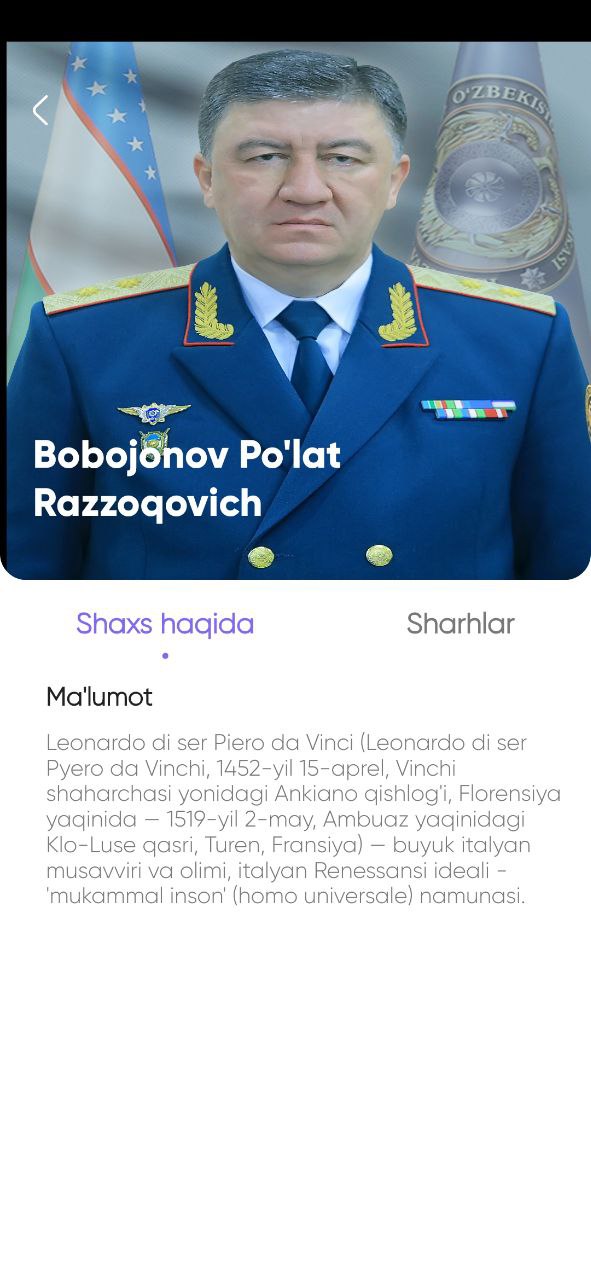 O'ZBEKIS
Bobojonov Po'lat
Razzoqovich
Shaxs haqida
Sharhlar
Ma'lumot
Leonardo di ser Piero da Vinci (Leonardo di ser
Pyero da Vinchi, 1452-yil 15-aprel, Vinchi
shaharchasi yonidagi Ankiano qishlog'i, Florensiya
yaqinida — 1519-yil 2-may, Ambuaz yaqinidagi
Klo-Luse qasri, Turen, Fransiya) — buyuk italyan
musavviri va olimi, italyan Renessansi ideali -
'mukammal inson' (homo universale) namunasi.